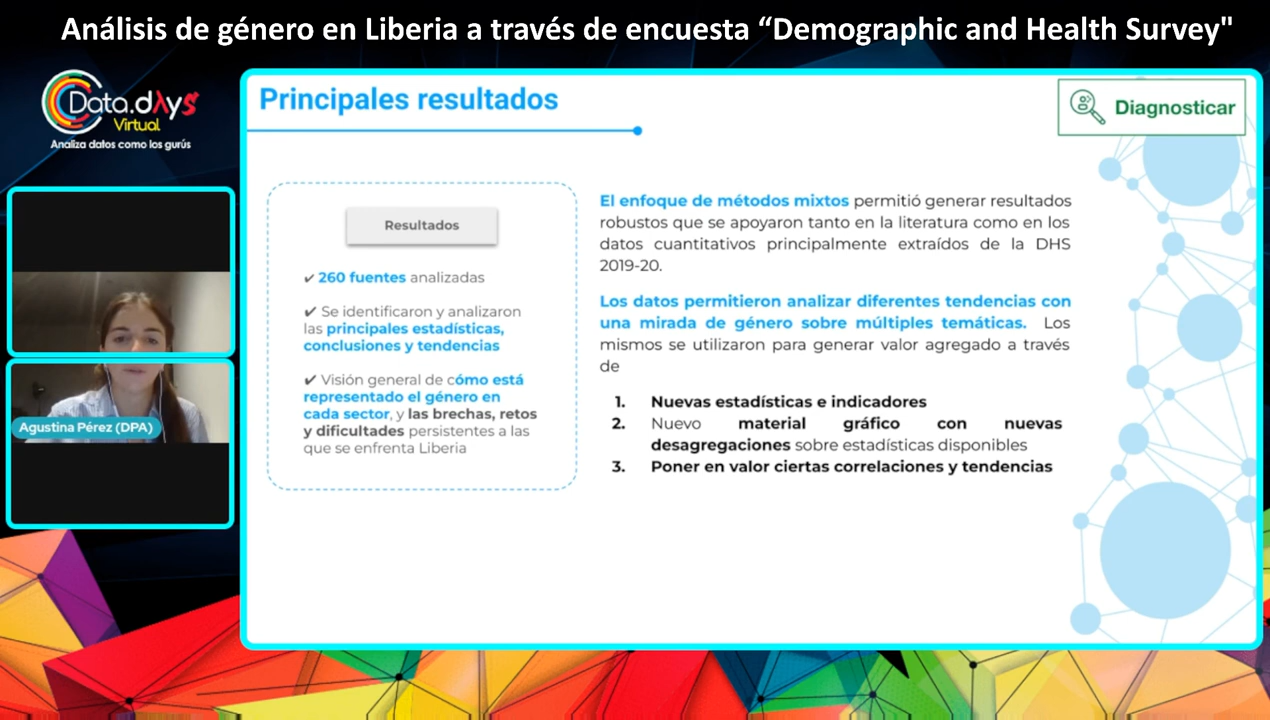 Análisis de género en Liberia a través de encuesta “Demographic and Health Survey"
Data.dAys
Virtual
Analiza datos como los gurús
Agustina Pérez (DPA)
Principales resultados
Diagnosticar
Resultados
✔ 260 fuentes analizadas
✔ Se identificaron y analizaron
las principales estadísticas,
conclusiones y tendencias
✔ Visión general de cómo está
representado el género en
cada sector, y las brechas, retos
y dificultades persistentes a las
que se enfrenta Liberia
El enfoque de métodos mixtos permitió generar resultados
robustos que se apoyaron tanto en la literatura como en los
datos cuantitativos principalmente extraídos de la DHS
2019-20.
Los datos permitieron analizar diferentes tendencias con
una mirada de género sobre múltiples temáticas. Los
mismos se utilizaron para generar valor agregado a través
de
1. Nuevas estadísticas e indicadores
2. Nuevo material gráfico con nuevas
desagregaciones sobre estadísticas disponibles
3. Poner en valor ciertas correlaciones y tendencias